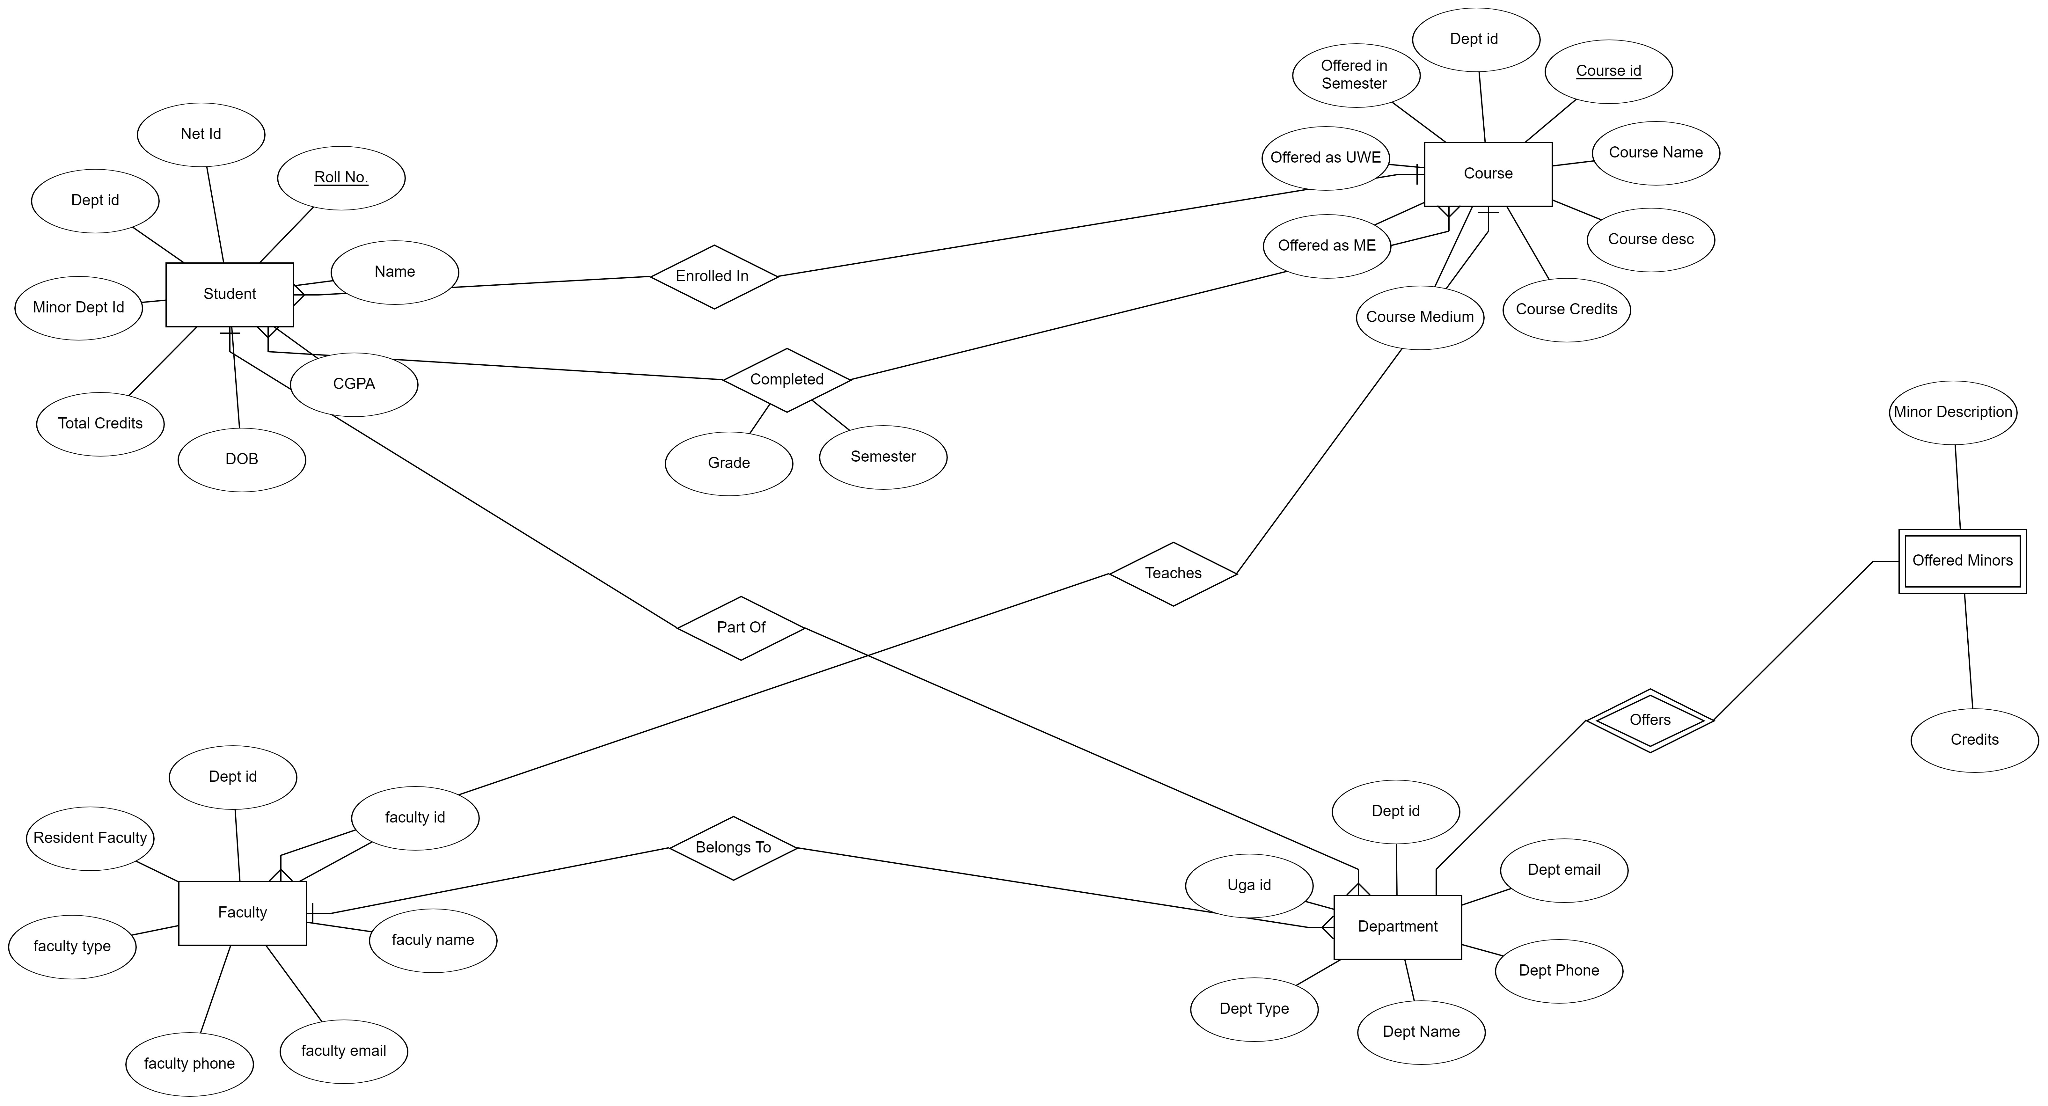 Dept id
Offered in
Semester
Course id
Net Id
Offered as UWE
Course Name
Course
Roll No.
Dept id
Course desc
Offered as ME
Name
Enrolled In
Student
Minor Dept Id
Course Credits
Course Medium
CGPA
Completed
Minor Description
Total Credits
DOB
Grade
Semester
Offered Minors
Teaches
Part Of
Offers
Credits
Dept id
Dept id
faculty id
Resident Faculty
Belongs To
Dept email
Uga id
Faculty
Department
faculy name
faculty type
Dept Phone
Dept Type
Dept Name
faculty email
faculty phone